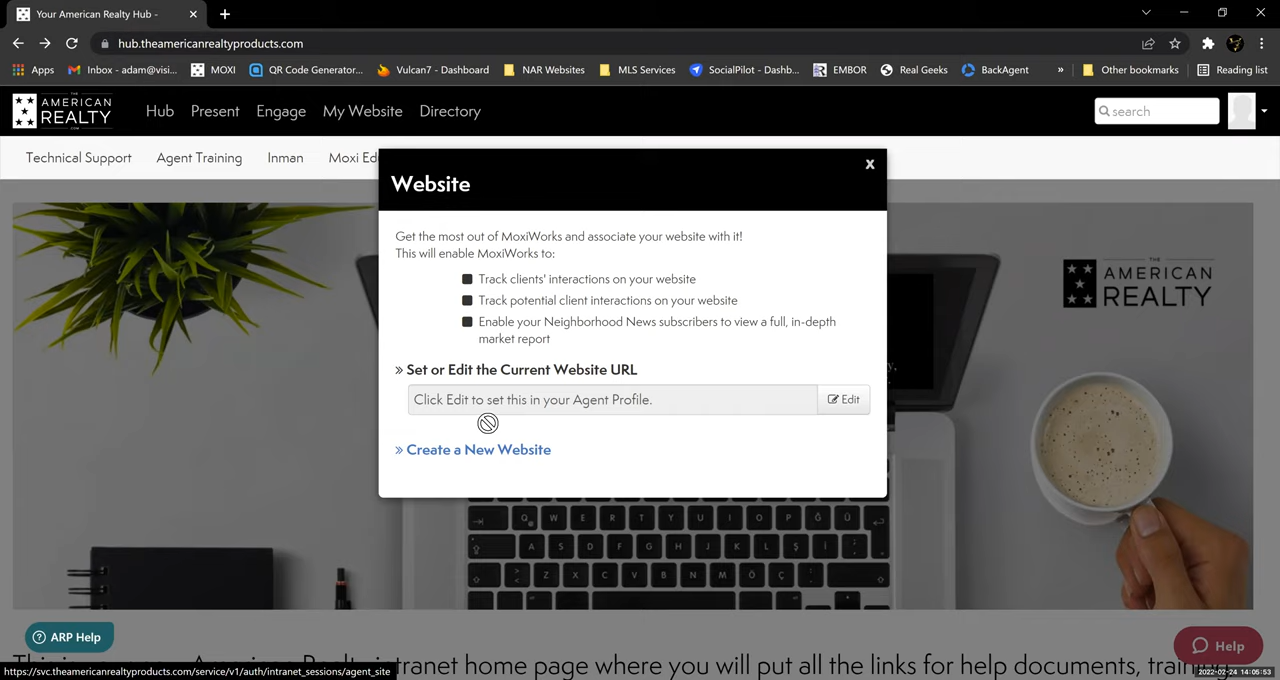 Your American Realty Hub -
hub.theamericanrealtyproducts.com
Apps
Inbox - adam@visi...
MOXI
QR Code Generator...
Vulcan7 - Dashboard
NAR Websites
MLS Services
SocialPilot - Dashb...
EMBOR
Real Geeks
BackAgent
»
Other bookmarks
Reading list
THE
AMERICAN
REALTY
.COM
Hub
Present
Engage
My Website
Directory
search
Technical Support
Agent Training
Inman
Moxi Ed
Website
x
Get the most out of MoxiWorks and associate your website with it!
This will enable MoxiWorks to:
Track clients' interactions on your website
Track potential client interactions on your website
Enable your Neighborhood News subscribers to view a full, in-depth
market report
» Set or Edit the Current Website URL
Click Edit to set this in your Agent Profile.
Edit
» Create a New Website
THE
AMERICAN
REALTY
Q W E R T Y U I O P Ğ Ü
A S D F G H J K L Ş İ
Z X C V B N M Ö Ç
ARP Help
Help
https://svc.theamericanrealtyproducts.com/service/v1/auth/intranet_sessions/agent_site
intranet home page where you will put all the links for help documents, training
2022-02-24 14:05:53